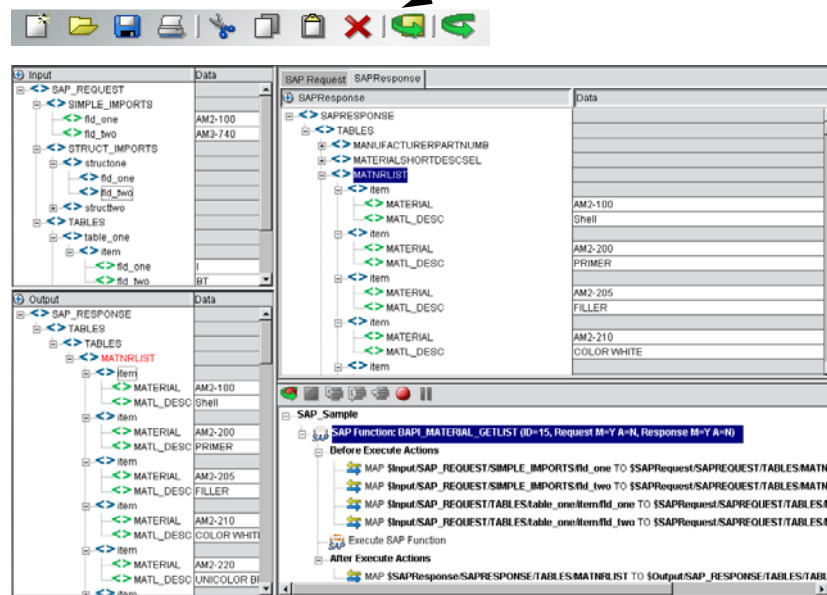 Input Data
SAP_REQUEST
SIMPLE_IMPORTS
fld_one AM2-100
fld_two AM3-740
STRUCT_IMPORTS
structone
fld_one
fld_two
structtwo
TABLES
table_one
item
fld_one I
fld_two BT
Output Data
SAP_RESPONSE
TABLES
TABLES
MATNRLIST
item
MATERIAL AM2-100
MATL_DESC Shell
item
MATERIAL AM2-200
MATL_DESC PRIMER
item
MATERIAL AM2-205
MATL_DESC FILLER
item
MATERIAL AM2-210
MATL_DESC COLOR WHITE
item
MATERIAL AM2-220
MATL_DESC UNICOLOR
item
SAP Request SAPResponse
SAPResponse Data
SAPRESPONSE
TABLES
MANUFACTURERPARTNUMB
MATERIALSHORTDESCSEL
MATNRLIST
item
MATERIAL AM2-100
MATL_DESC Shell
item
MATERIAL AM2-200
MATL_DESC PRIMER
item
MATERIAL AM2-205
MATL_DESC FILLER
item
MATERIAL AM2-210
MATL_DESC COLOR WHITE
item
SAP_Sample
SAP Function: BAPI_MATERIAL_GETLIST (ID=15, Request M=Y A=N, Response M=Y A=N)
Before Execute Actions
MAP $Input/SAP_REQUEST/SIMPLE_IMPORTS/fld_one TO $SAPRequest/SAPREQUEST/TABLES/MATN
MAP $Input/SAP_REQUEST/SIMPLE_IMPORTS/fld_two TO $SAPRequest/SAPREQUEST/TABLES/MATN
MAP $Input/SAP_REQUEST/TABLES/table_one/item/fld_one TO $SAPRequest/SAPREQUEST/TABLES/
MAP $Input/SAP_REQUEST/TABLES/table_one/item/fld_two TO $SAPRequest/SAPREQUEST/TABLES/
Execute SAP Function
After Execute Actions
MAP $SAPResponse/SAPRESPONSE/TABLES/MATNRLIST TO $Output/SAP_RESPONSE/TABLES/TABL